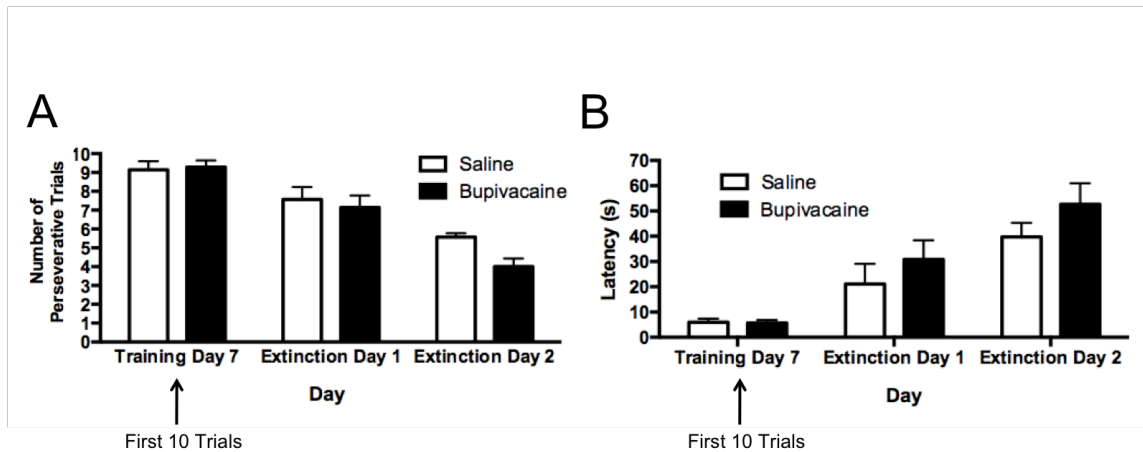 A
Number of
Perseverative Trials
10
9
8
7
6
5
4
3
2
1
0
Saline
Bupivacaine
Training Day 7
Extinction Day 1
Extinction Day 2
Day
First 10 Trials
B
Latency (s)
70
60
50
40
30
20
10
0
Saline
Bupivacaine
Training Day 7
Extinction Day 1
Extinction Day 2
Day
First 10 Trials